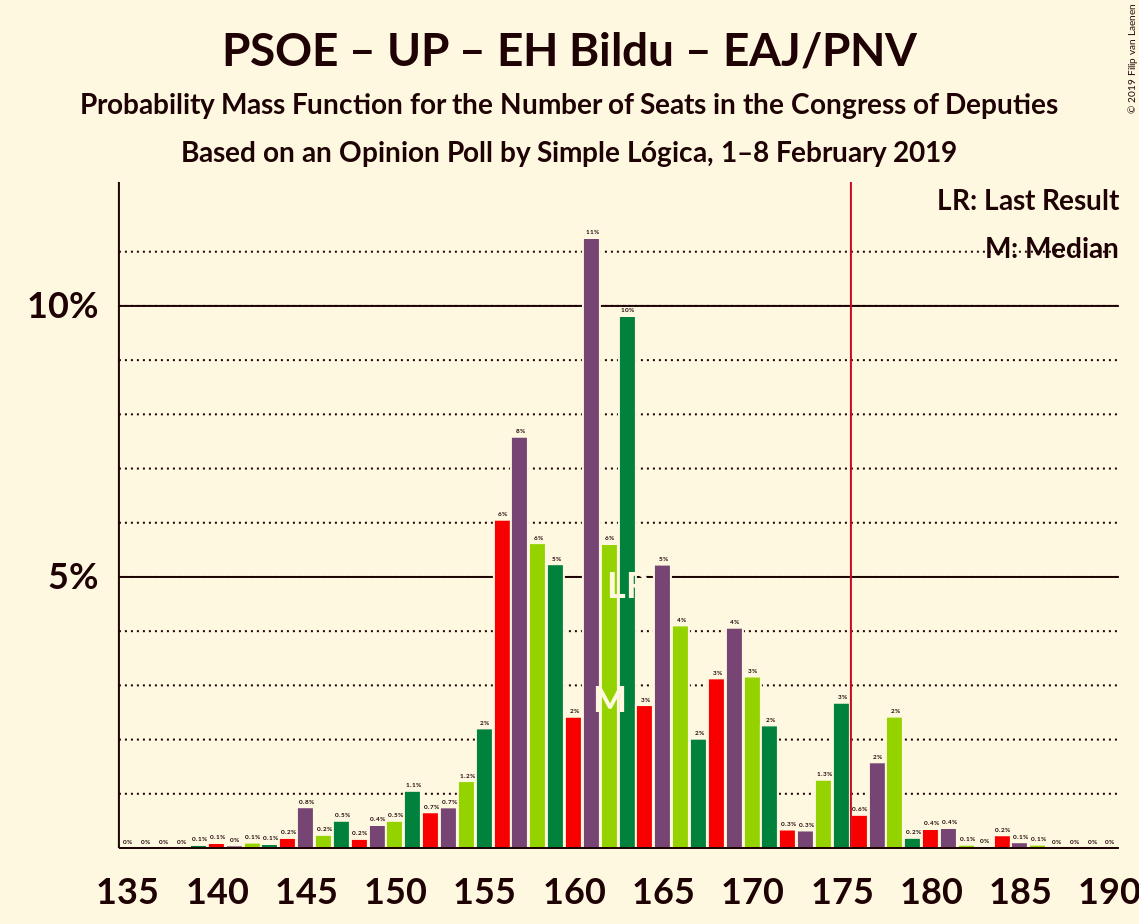 © 2019 Filip van Laenen
PSOE – UP – EH Bildu – EAJ/PNV
Probability Mass Function for the Number of Seats in the Congress of Deputies
Based on an Opinion Poll by Simple Lógica, 1–8 February 2019
LR: Last Result
M: Median
10%
5%
0% 0% 0% 0% 0.1% 0.1% 0% 0.1% 0.1% 0.2% 0.8% 0.2% 0.5% 0.2% 0.4% 0.5% 1.1% 0.7% 0.7% 1.2% 2% 6% 8% 6% 5% 2% 11% 6% 10% 3% 5% 4% 2% 3% 4% 3% 2% 0.3% 0.3% 1.3% 3% 0.6% 2% 2% 0.2% 0.4% 0.4% 0.1% 0% 0.2% 0.1% 0.1% 0% 0% 0% 0%
LR
M
135 140 145 150 155 160 165 170 175 180 185 190